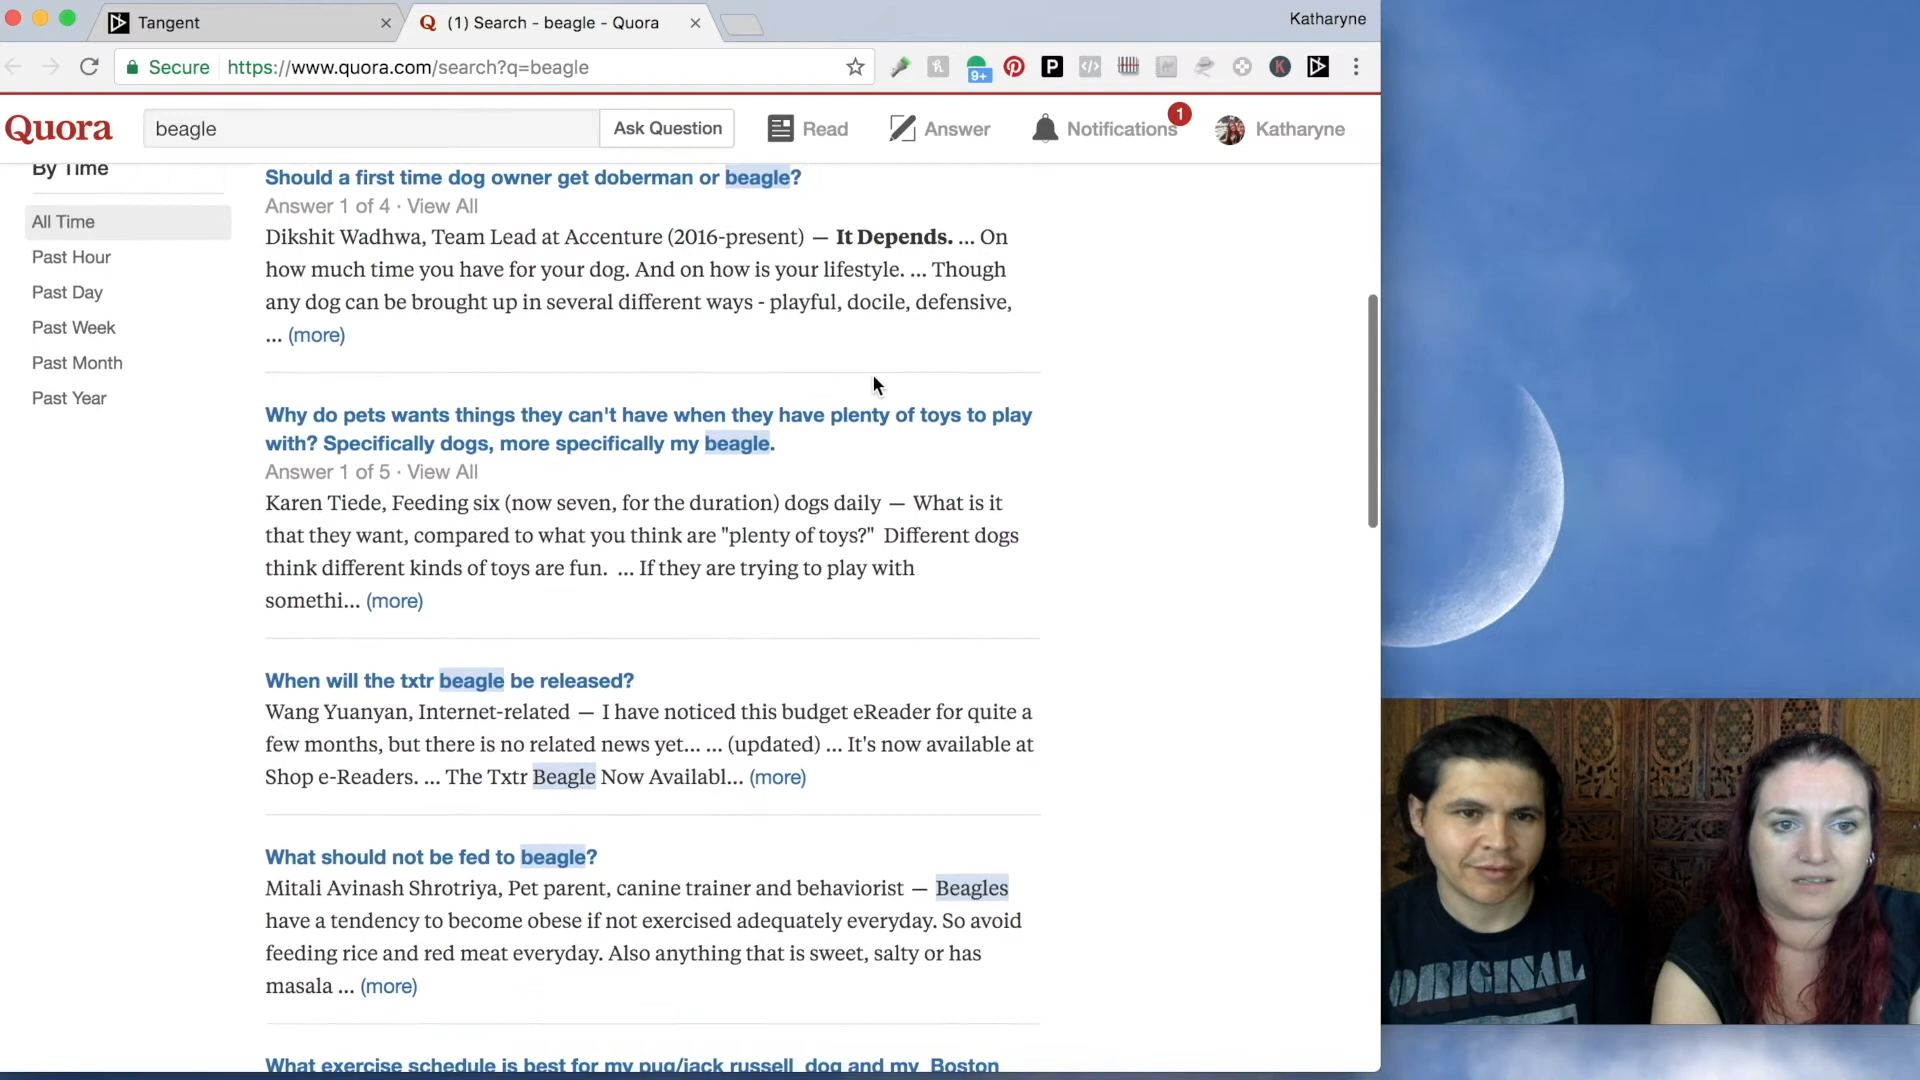 Tangent
(1) Search - beagle - Quora
Katharyne
Secure https://www.quora.com/search?q=beagle
9+
Quora
beagle
Ask Question
Read
Answer
Notifications
1
Katharyne
By Time
All Time
Past Hour
Past Day
Past Week
Past Month
Past Year
Should a first time dog owner get doberman or beagle?
Answer 1 of 4 · View All
Dikshit Wadhwa, Team Lead at Accenture (2016-present) — It Depends. ... On
how much time you have for your dog. And on how is your lifestyle. ... Though
any dog can be brought up in several different ways - playful, docile, defensive,
... (more)
Why do pets wants things they can't have when they have plenty of toys to play
with? Specifically dogs, more specifically my beagle.
Answer 1 of 5 · View All
Karen Tiede, Feeding six (now seven, for the duration) dogs daily — What is it
that they want, compared to what you think are "plenty of toys?" Different dogs
think different kinds of toys are fun. ... If they are trying to play with
somethi... (more)
When will the txtr beagle be released?
Wang Yuanyan, Internet-related — I have noticed this budget eReader for quite a
few months, but there is no related news yet... ... (updated) ... It's now available at
Shop e-Readers. ... The Txtr Beagle Now Availabl... (more)
What should not be fed to beagle?
Mitali Avinash Shrotriya, Pet parent, canine trainer and behaviorist — Beagles
have a tendency to become obese if not exercised adequately everyday. So avoid
feeding rice and red meat everyday. Also anything that is sweet, salty or has
masala ... (more)
What exercise schedule is best for my pug/jack russell, dog and my, Boston
ORIGINAL